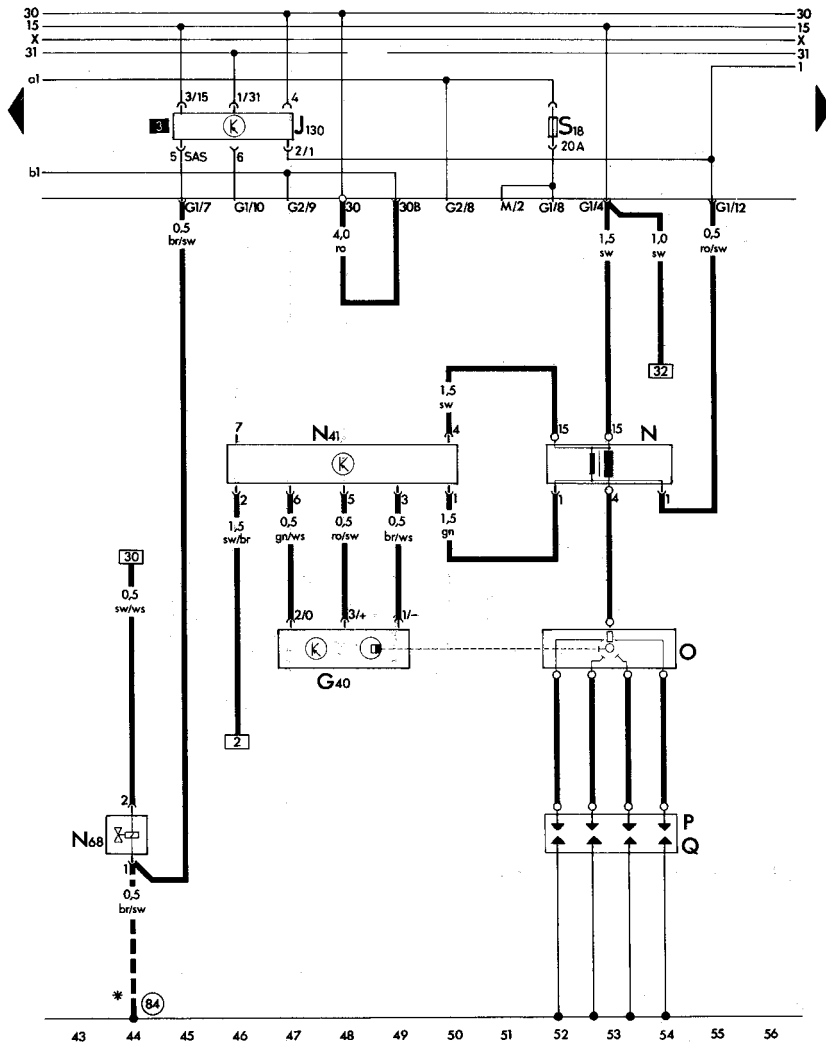 30 30
15 15
X X
31 31
1
a1
3/15 1/31 4
3 J130 S18
5 SAS 6 2/1 20A
b1
G1/7 G1/10 G2/9 30 30B G2/8 M/2 G1/8 G1/4 G1/12
0,5 br/sw
4,0 ro
1,5 sw
1,0 sw
0,5 ro/sw
32
1,5 sw
7 N41 4 15 15 N
2 6 5 3 1 1 4 1
1,5 sw/br
0,5 gn/ws
0,5 ro/sw
0,5 br/ws
1,5 gn
30
0,5 sw/ws
2/0 3/+ 1/−
G40 O
2
2
N68
P
Q
1
0,5 br/sw
* 84
43 44 45 46 47 48 49 50 51 52 53 54 55 56